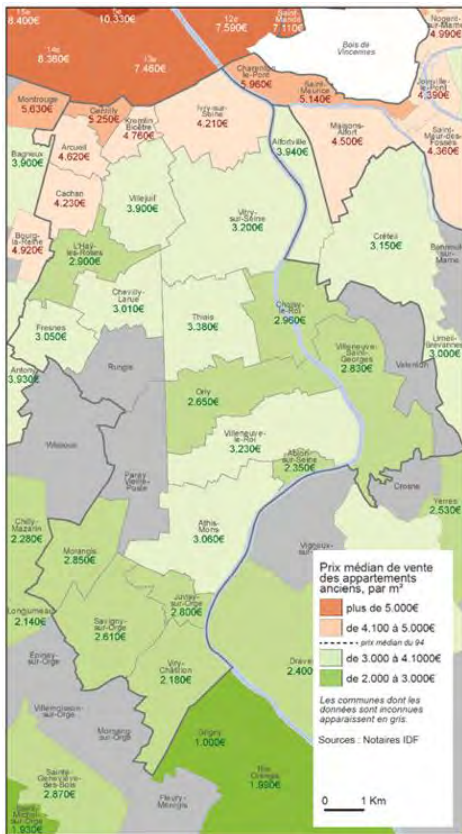 15e
8.400€
5e
10.330€
12e
7.590€
Saint-
Mandé
7.110€
Nogent-
sur-Marne
4.990€
14e
8.360€
13e
7.460€
Bois de
Vincennes
Charenton
le-Pont
5.960€
Saint-
Maurice
5.140€
Joinville-
le-Pont
4.390€
Montrouge
5.630€
Gentilly
5.250€
Kremlin
Bicêtre
4.760€
Ivry-sur-
Seine
4.210€
Maisons-
Alfort
4.500€
Saint-
Maur-des-
Fossés
4.360€
Bagneux
3.900€
Arcueil
4.620€
Alfortville
3.940€
Cachan
4.230€
Villejuif
3.900€
Vitry-
sur-Seine
3.200€
Créteil
3.150€
Bourg-
la-Reine
4.920€
L'Haÿ-
les-Roses
2.900€
Bonneuil-
sur-
Marne
Chevilly-
Larue
3.010€
Choisy-
le-Roi
2.960€
Fresnes
3.050€
Thiais
3.380€
Villeneuve-
Saint-
Georges
2.830€
Limeil-
Brévannes
3.000€
Antony
3.930€
Rungis
Valenton
Orly
2.650€
Wissous
Villeneuve-
le-Roi
3.230€
Ablon-
sur-Seine
2.350€
Paray
Vieille-
Poste
Crosne
Yerres
2.530€
Chilly-
Mazarin
2.280€
Athis-
Mons
3.060€
Vigneux-
sur-
Morangis
2.850€
Juvisy-
sur-Orge
2.800€
Longjumeau
2.140€
Savigny-
sur-Orge
2.610€
Épinay-
sur-Orge
Viry-
Chatillon
2.180€
Draveil
2.400€
Villemoisson-
sur-Orge
Morsang-
sur-Orge
Grigny
1.000€
Ris-
Orangis
1.990€
Sainte-
Geneviève-
des-Bois
2.870€
Fleury-
Mérogis
Saint-
Michel-
sur-Orge
1.930€
Prix médian de vente
des appartements
anciens, par m²
plus de 5.000€
de 4.100 à 5.000€
prix médian du 94
de 3.000 à 4.1000€
de 2.000 à 3.000€
Les communes dont les
données sont inconnues
apparaissent en gris.
Sources : Notaires IDF
0 1 Km